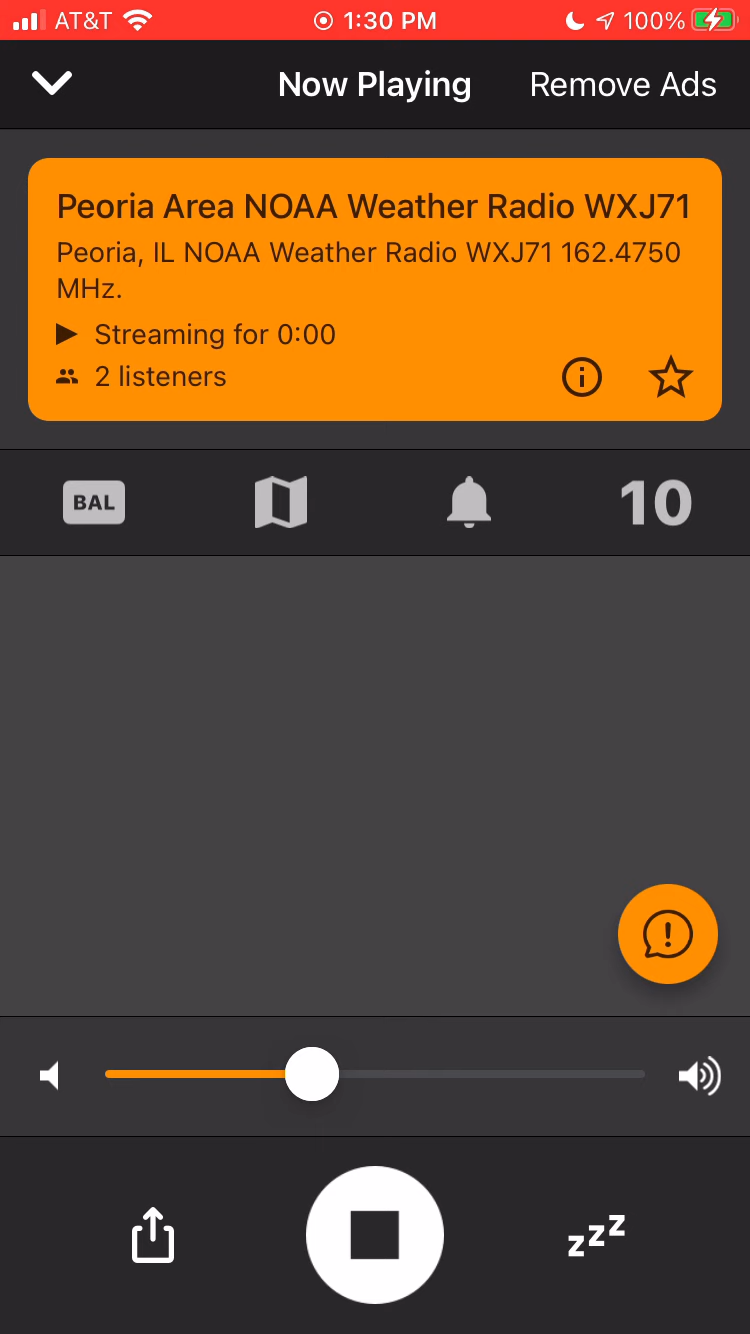 AT&T 1:30 PM 100%
Now Playing Remove Ads
Peoria Area NOAA Weather Radio WXJ71
Peoria, IL NOAA Weather Radio WXJ71 162.4750
MHz.
Streaming for 0:00
2 listeners
BAL 10
zzz